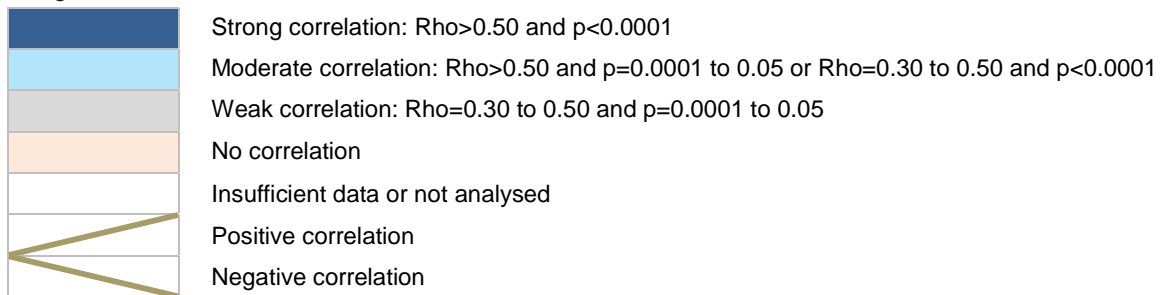 Strong correlation: Rho>0.50 and p<0.0001
Moderate correlation: Rho>0.50 and p=0.0001 to 0.05 or Rho=0.30 to 0.50 and p<0.0001
Weak correlation: Rho=0.30 to 0.50 and p=0.0001 to 0.05
No correlation
Insufficient data or not analysed
Positive correlation
Negative correlation